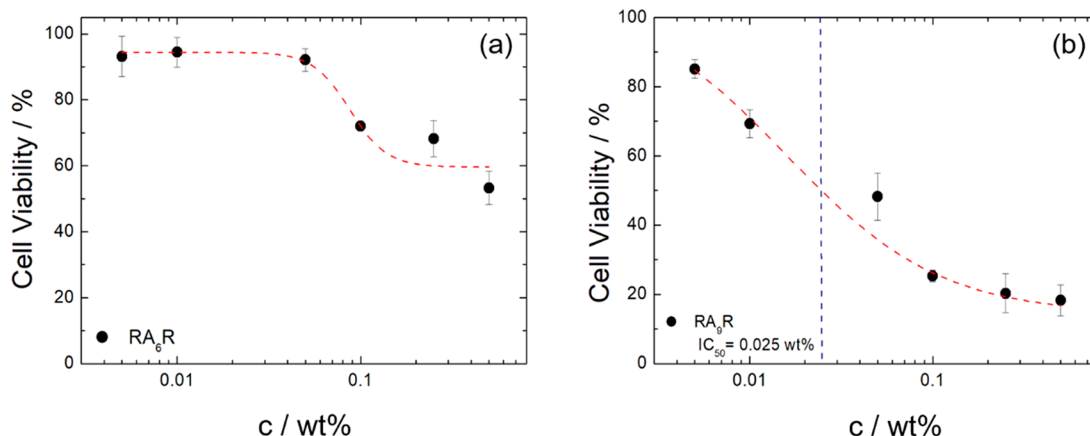 (a)
Cell Viability / %
100
80
60
40
20
0
RA₆R
0.01
0.1
c / wt%
(b)
Cell Viability / %
100
80
60
40
20
0
RA₉R
IC₅₀= 0.025 wt%
0.01
0.1
c / wt%